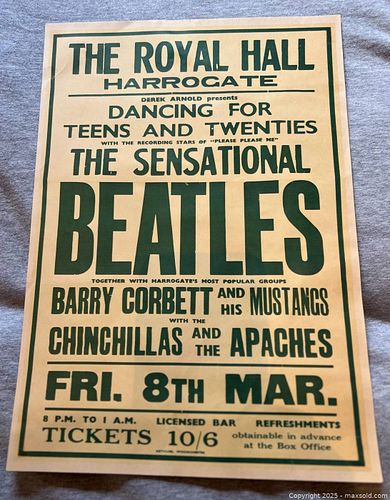 THE ROYAL HALL
HARROGATE
DEREK ARNOLD presents
DANCING FOR
TEENS AND TWENTIES
WITH THE RECORDING STARS OF "PLEASE PLEASE ME"
THE SENSATIONAL
BEATLES
TOGETHER WITH HARROGATE'S MOST POPULAR GROUPS
BARRY CORBETT AND HIS MUSTANGS
WITH THE
CHINCHILLAS AND THE APACHES
FRI. 8TH MAR.
8 P.M. TO 1 A.M. LICENSED BAR REFRESHMENTS
TICKETS 10/6 obtainable in advance
at the Box Office
Copyright © 2025 - maxsold.com